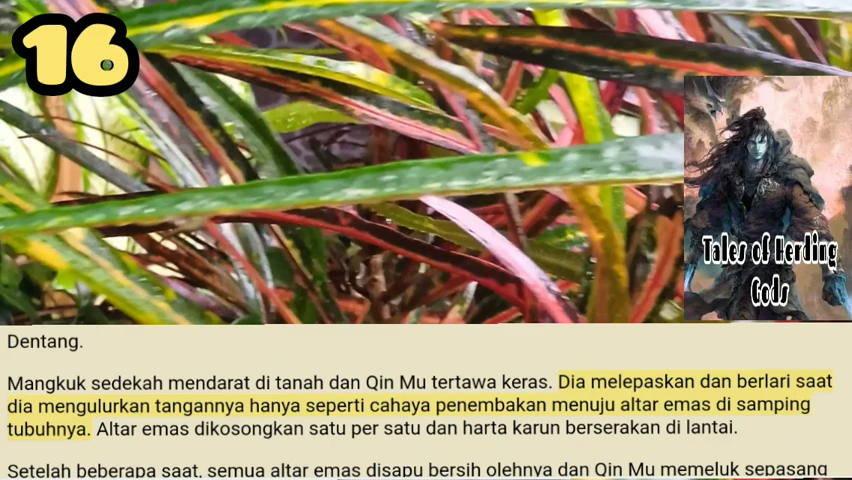 16
Tales of Herding
Gods
Dentang.
Mangkuk sedekah mendarat di tanah dan Qin Mu tertawa keras. Dia melepaskan dan berlari saat
dia mengulurkan tangannya hanya seperti cahaya penembakan menuju altar emas di samping
tubuhnya. Altar emas dikosongkan satu per satu dan harta karun berserakan di lantai.
Setelah beberapa saat, semua altar emas disapu bersih olehnya dan Qin Mu memeluk sepasang